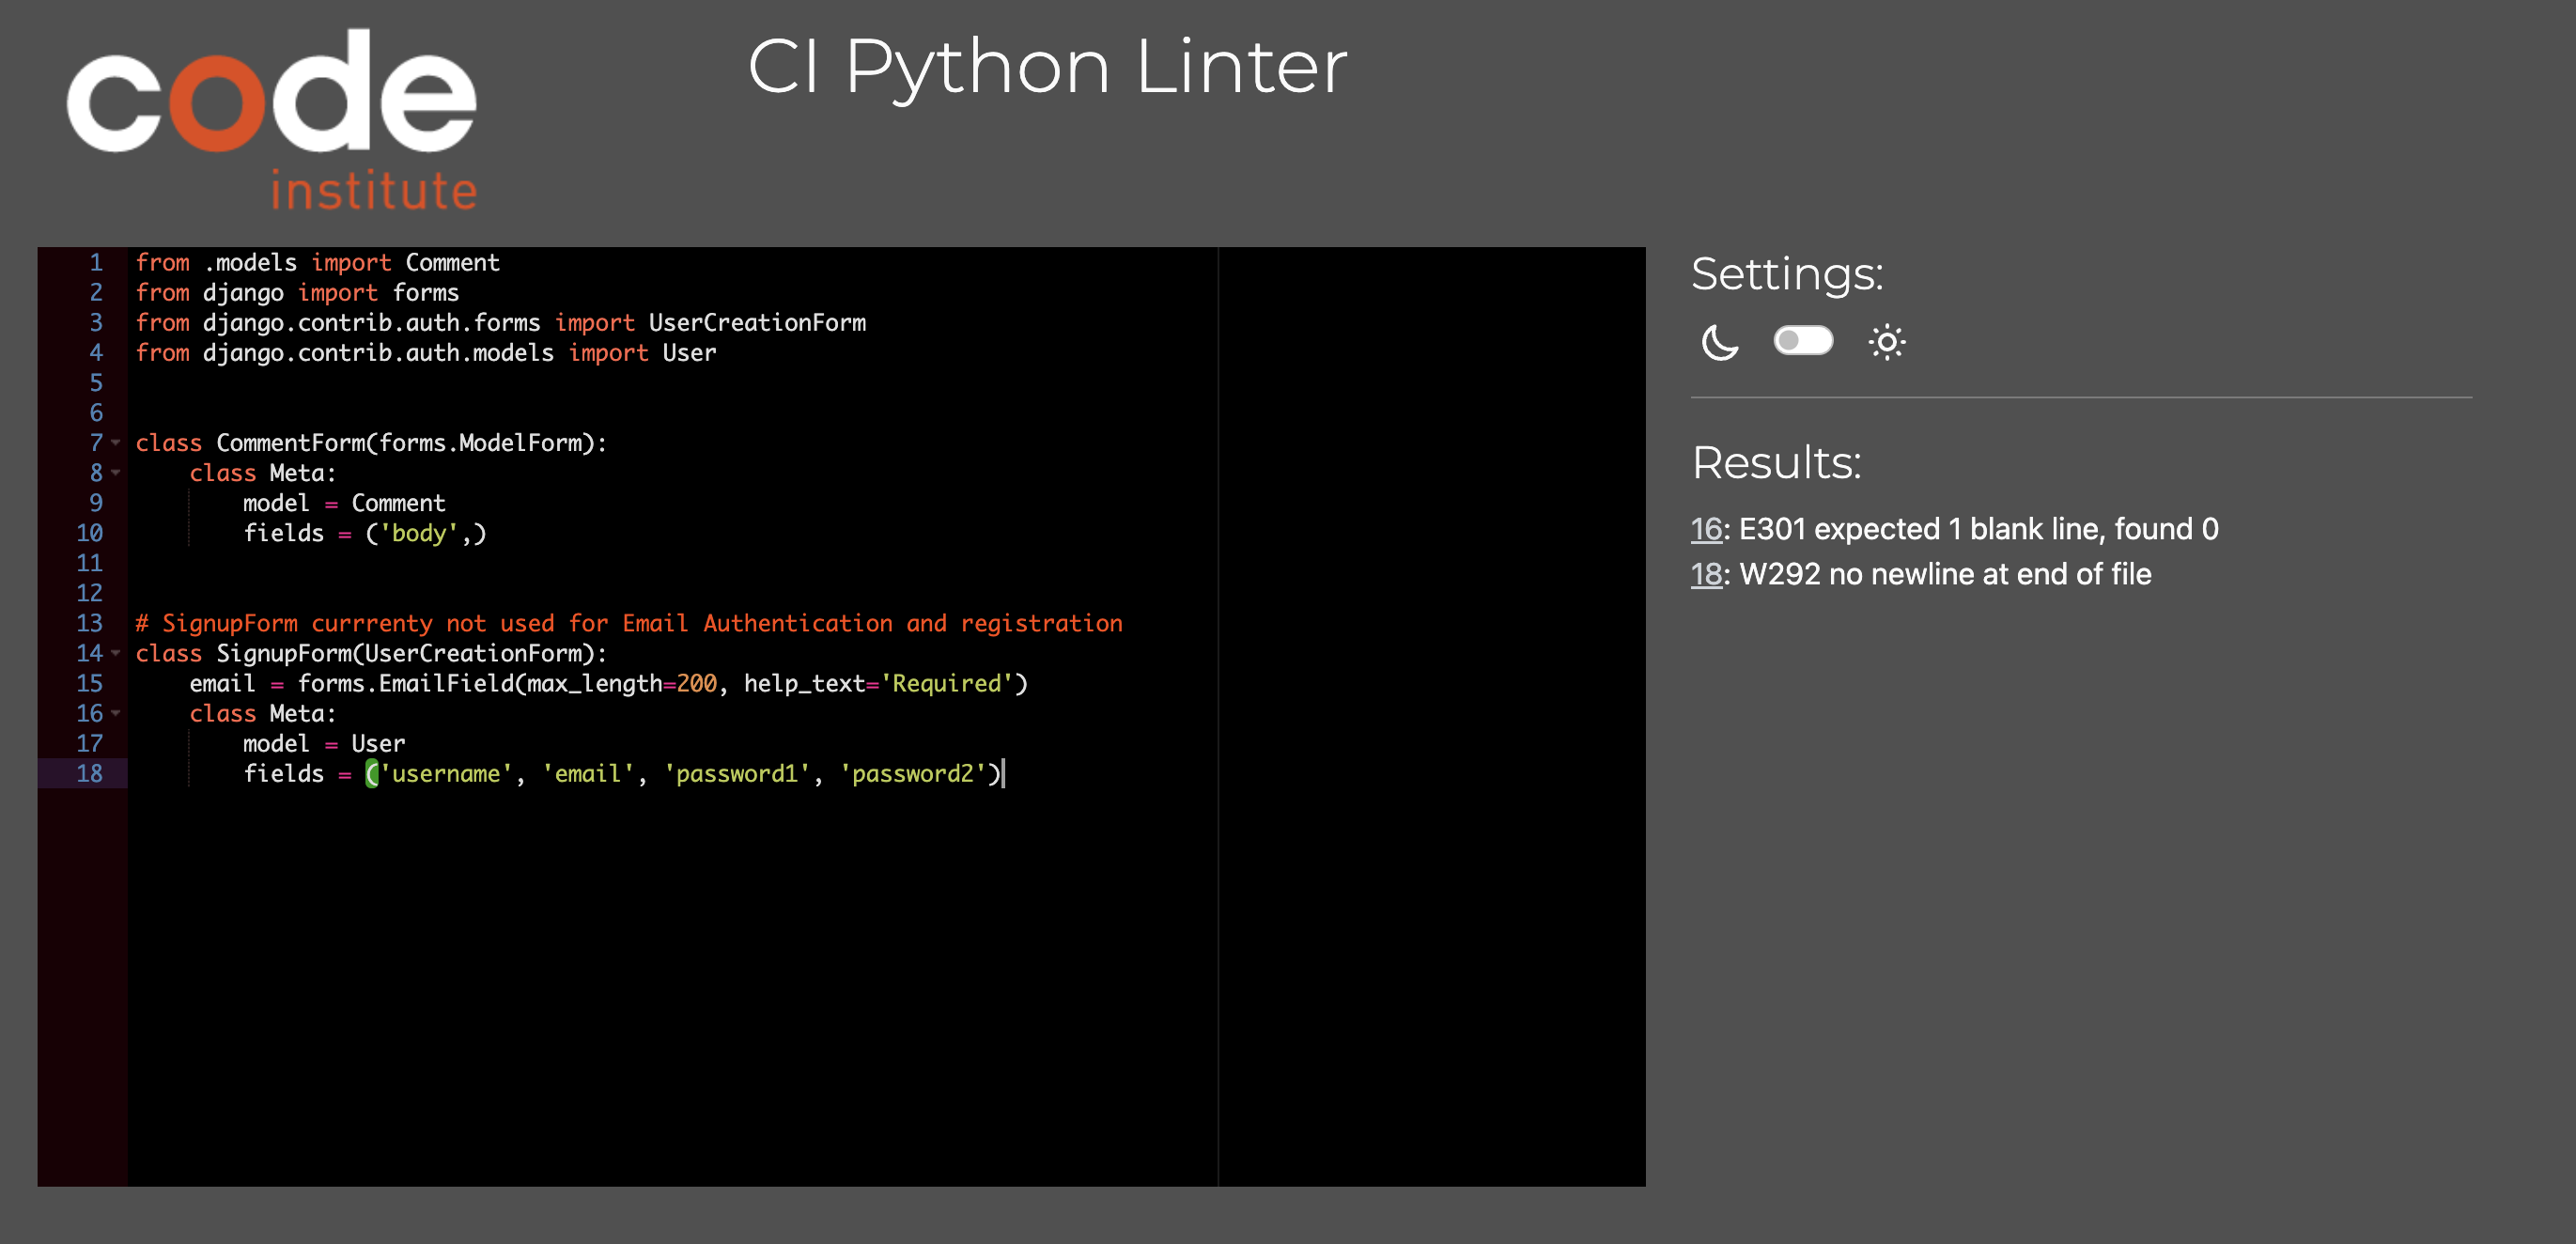 code
institute
CI Python Linter
1 from .models import Comment
2 from django import forms
3 from django.contrib.auth.forms import UserCreationForm
4 from django.contrib.auth.models import User
5
6
7 class CommentForm(forms.ModelForm):
8     class Meta:
9         model = Comment
10         fields = ('body',)
11
12
13 # SignupForm currrenty not used for Email Authentication and registration
14 class SignupForm(UserCreationForm):
15     email = forms.EmailField(max_length=200, help_text='Required')
16     class Meta:
17         model = User
18         fields = ('username', 'email', 'password1', 'password2')
Settings:
Results:
16: E301 expected 1 blank line, found 0
18: W292 no newline at end of file